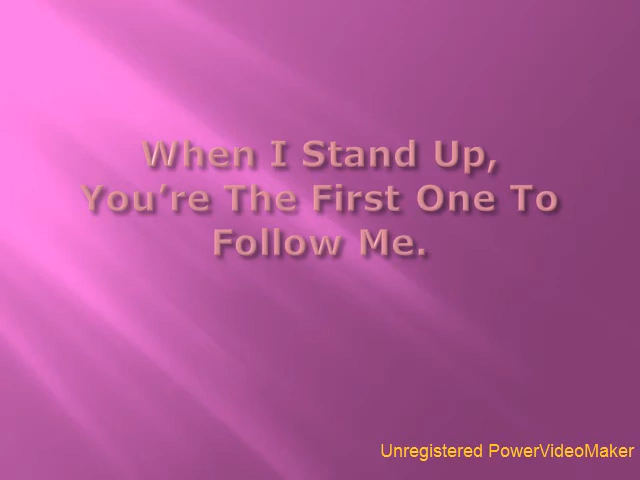 When I Stand Up,
You’re The First One To
Follow Me.
Unregistered PowerVideoMaker